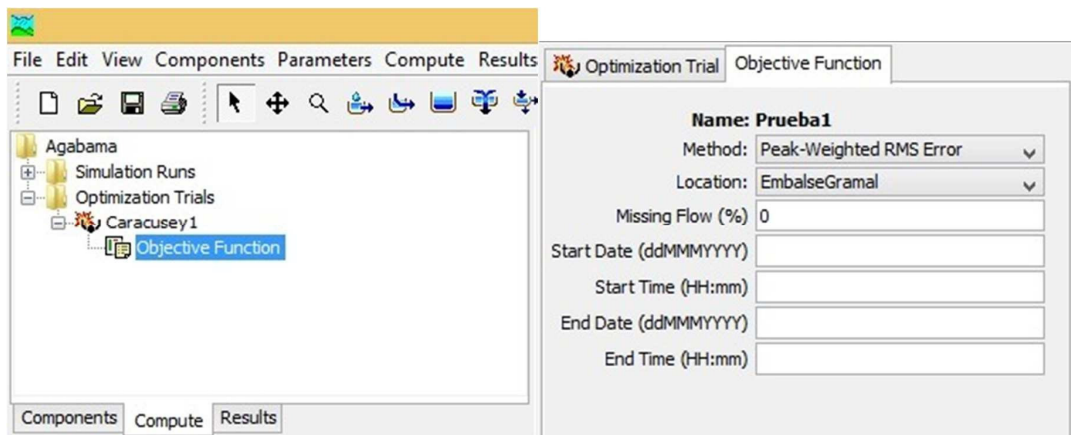 File Edit View Components Parameters Compute Results
Agabama
Simulation Runs
Optimization Trials
Caracusey1
Objective Function
Components Compute Results
Optimization Trial Objective Function
Name: Prueba1
Method: Peak-Weighted RMS Error
Location: EmbalseGramal
Missing Flow (%) 0
Start Date (ddMMMYYYY)
Start Time (HH:mm)
End Date (ddMMMYYYY)
End Time (HH:mm)